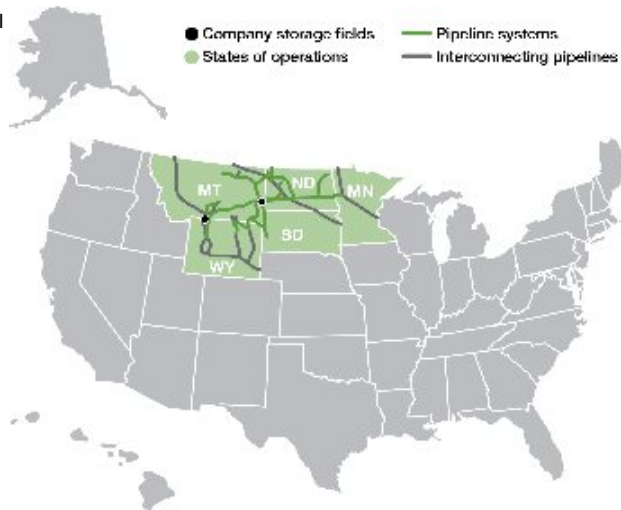 Company storage fields
Pipeline systems
States of operations
Interconnecting pipelines
MT
ND
MN
SD
WY